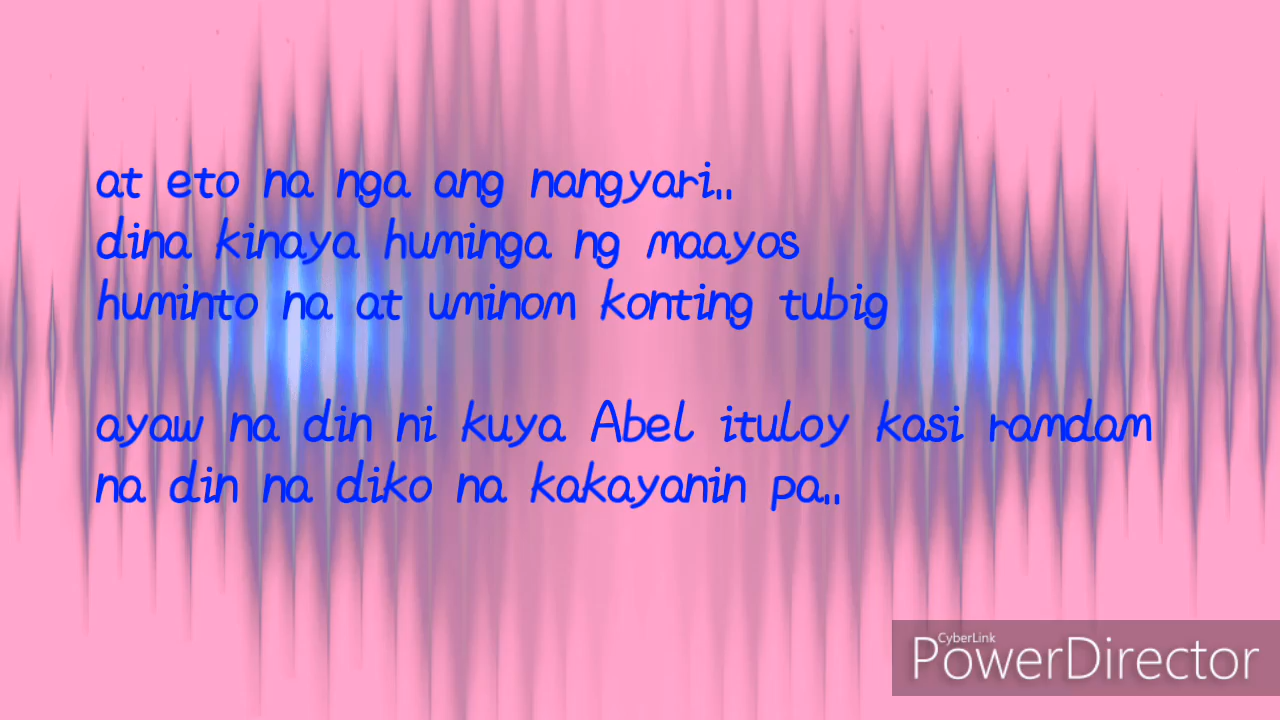 at eto na nga ang nangyari..
dina kinaya huminga ng maayos
huminto na at uminom konting tubig
ayaw na din ni kuya Abel ituloy kasi ramdam
na din na diko na kakayanin pa..
CyberLink
PowerDirector